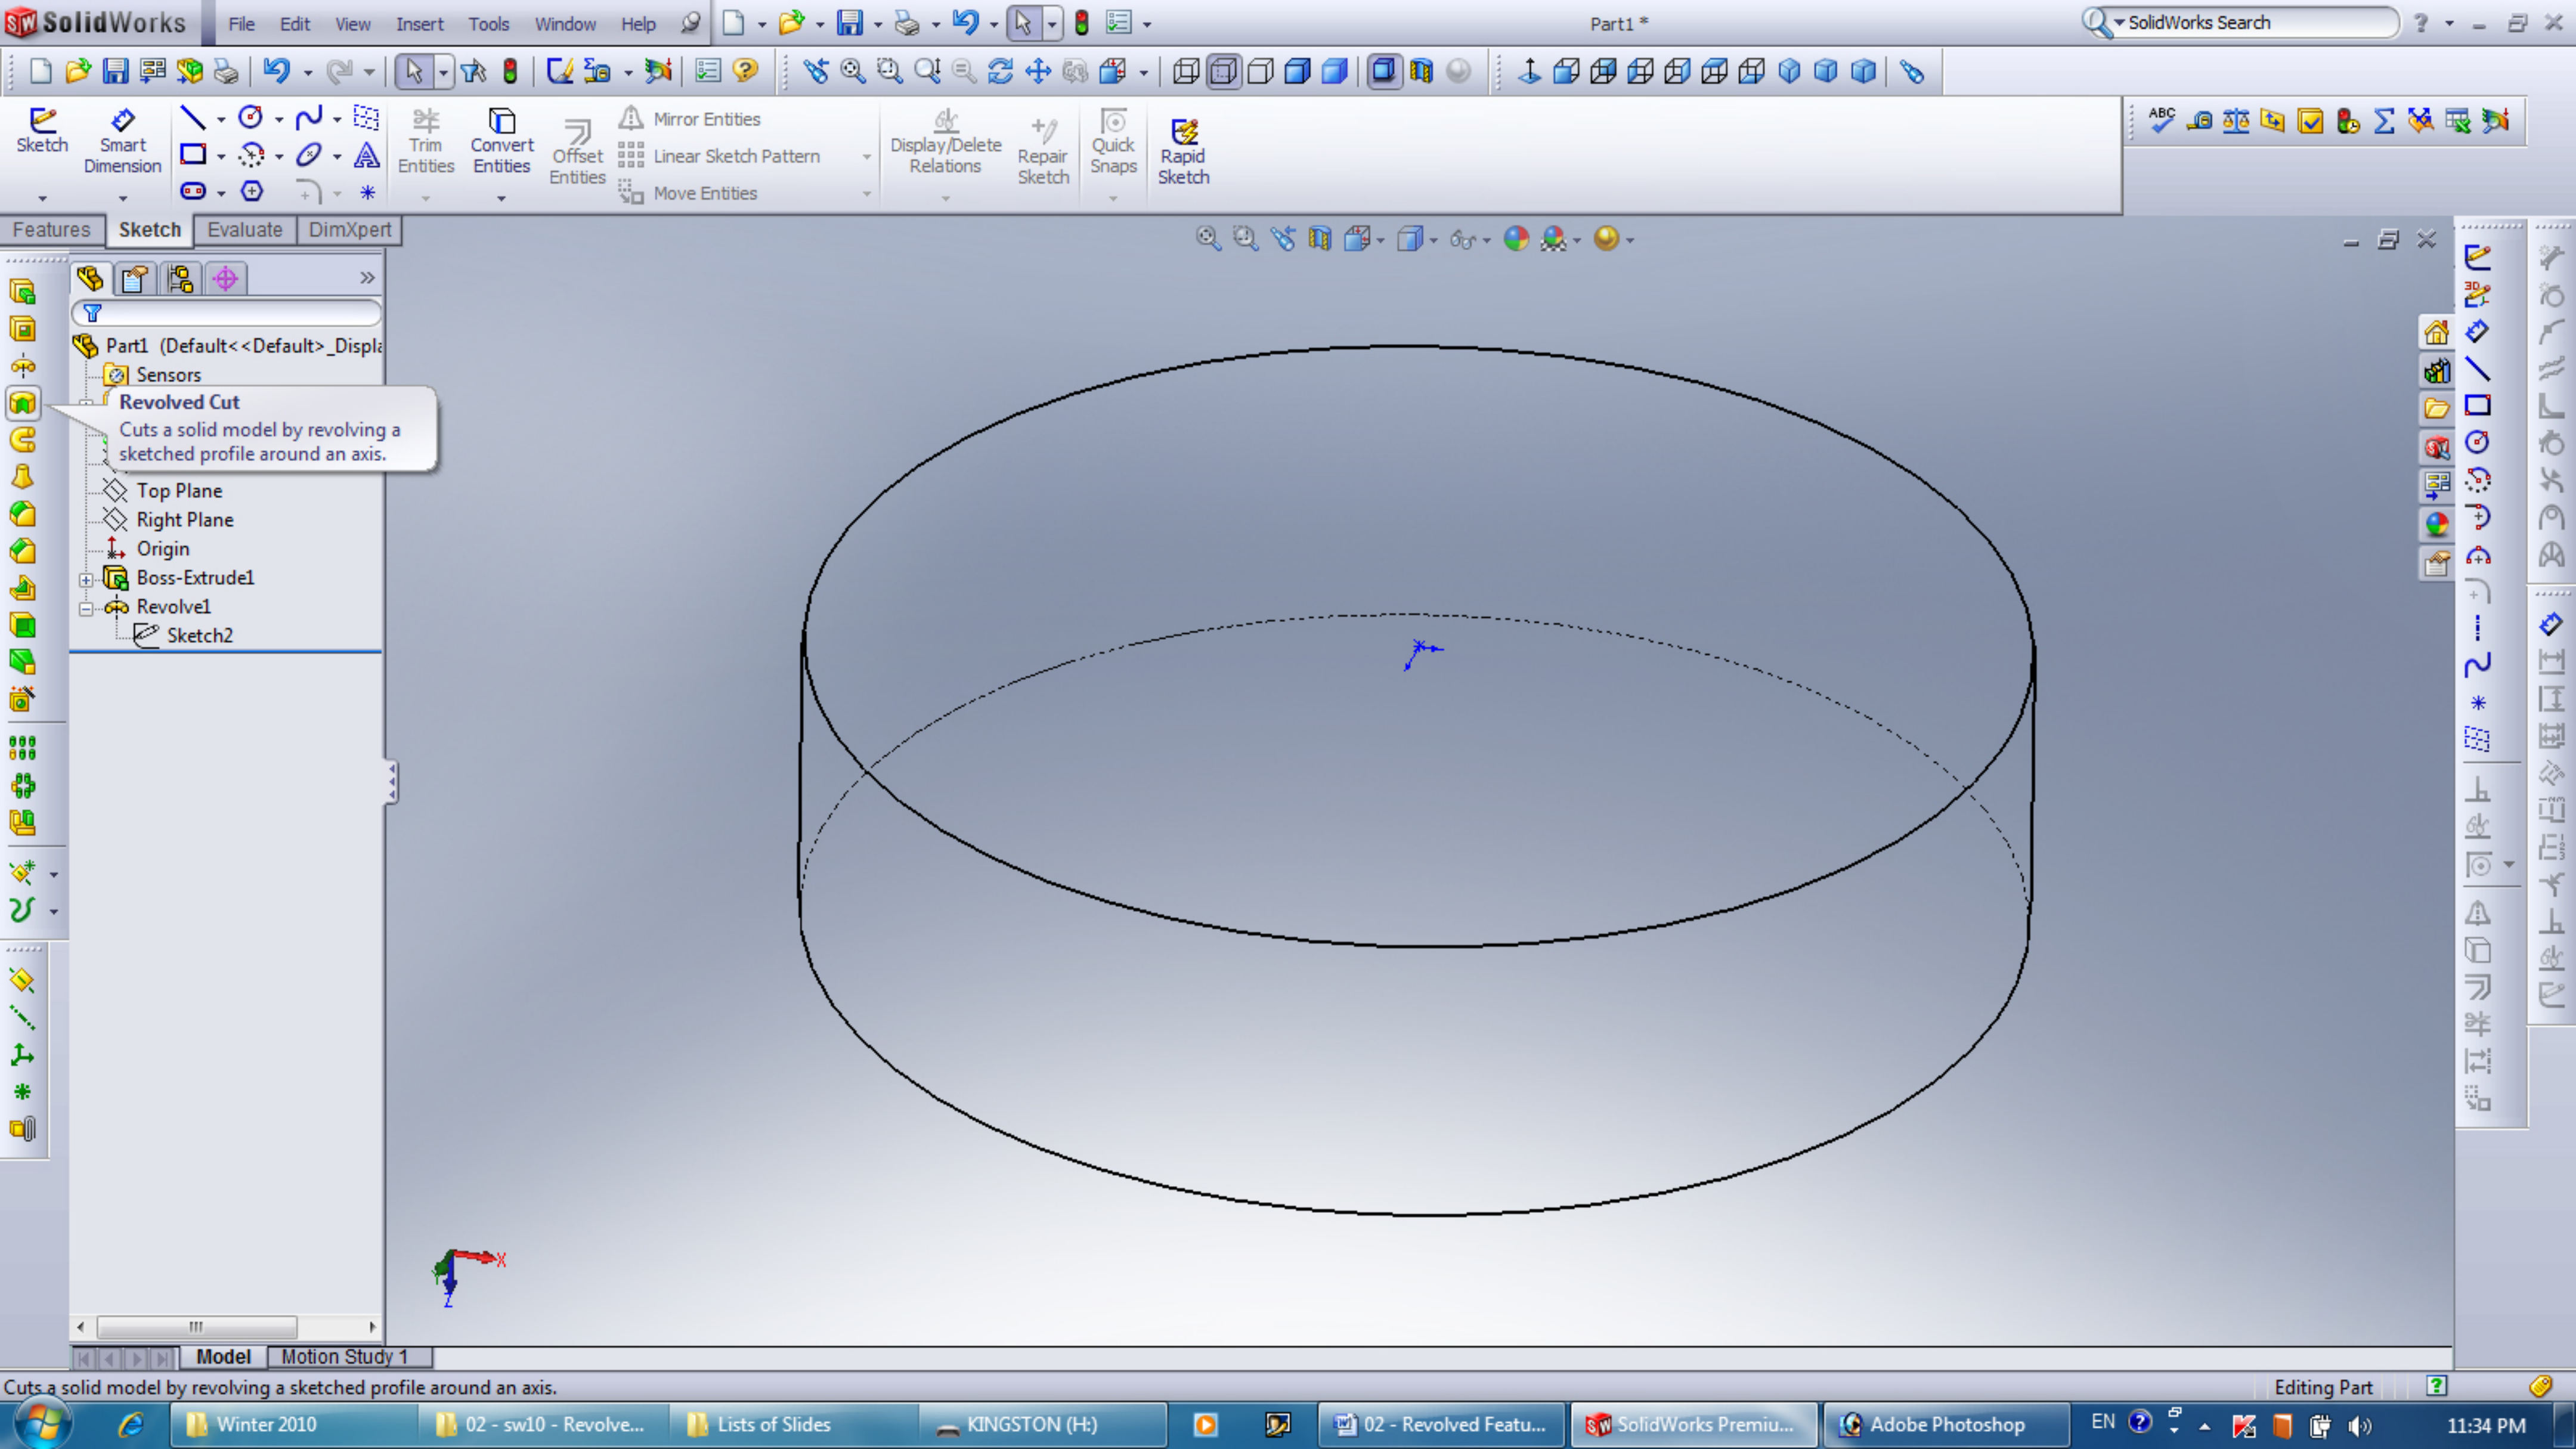 SolidWorks File Edit View Insert Tools Window Help Part1 * SolidWorks Search ?
Sketch Smart Dimension Trim Entities Convert Entities Offset Entities Mirror Entities Linear Sketch Pattern Move Entities Display/Delete Relations Repair Sketch Quick Snaps Rapid Sketch ABC
Features Sketch Evaluate DimXpert
3D
Part1 (Default<<Default>_Displa
Sensors
Revolved Cut
Cuts a solid model by revolving a
sketched profile around an axis.
Top Plane
Right Plane
Origin
Boss-Extrude1
Revolve1
Sketch2
X
Y
Z
Model Motion Study 1
Cuts a solid model by revolving a sketched profile around an axis. Editing Part ?
Winter 2010 02 - sw10 - Revolve... Lists of Slides KINGSTON (H:) 02 - Revolved Featu... SolidWorks Premiu... Adobe Photoshop EN ? 11:34 PM